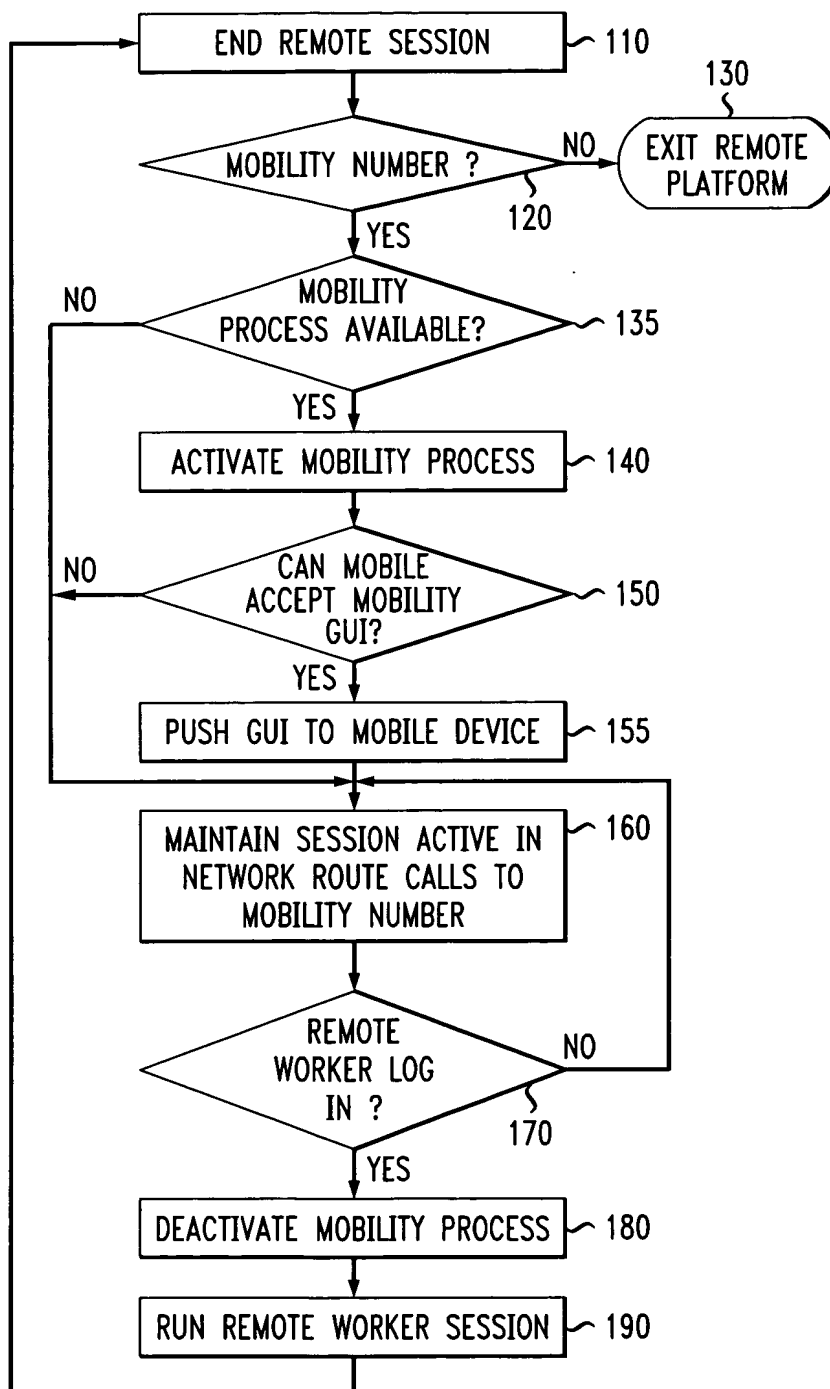 END REMOTE SESSION
110
130
MOBILITY NUMBER ?
NO
EXIT REMOTE
PLATFORM
120
YES
NO
MOBILITY
PROCESS AVAILABLE?
135
YES
ACTIVATE MOBILITY PROCESS
140
NO
CAN MOBILE
ACCEPT MOBILITY
GUI?
150
YES
PUSH GUI TO MOBILE DEVICE
155
MAINTAIN SESSION ACTIVE IN
NETWORK ROUTE CALLS TO
MOBILITY NUMBER
160
REMOTE
WORKER LOG
IN ?
NO
170
YES
DEACTIVATE MOBILITY PROCESS
180
RUN REMOTE WORKER SESSION
190